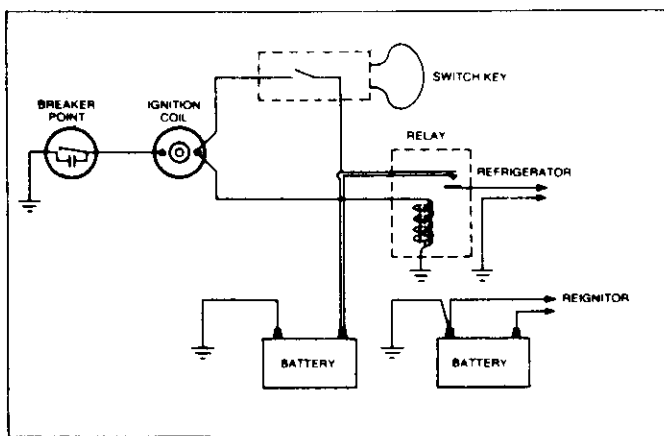 SWITCH KEY
BREAKER
POINT
IGNITION
COIL
RELAY
REFRIGERATOR
REIGNITOR
BATTERY
BATTERY